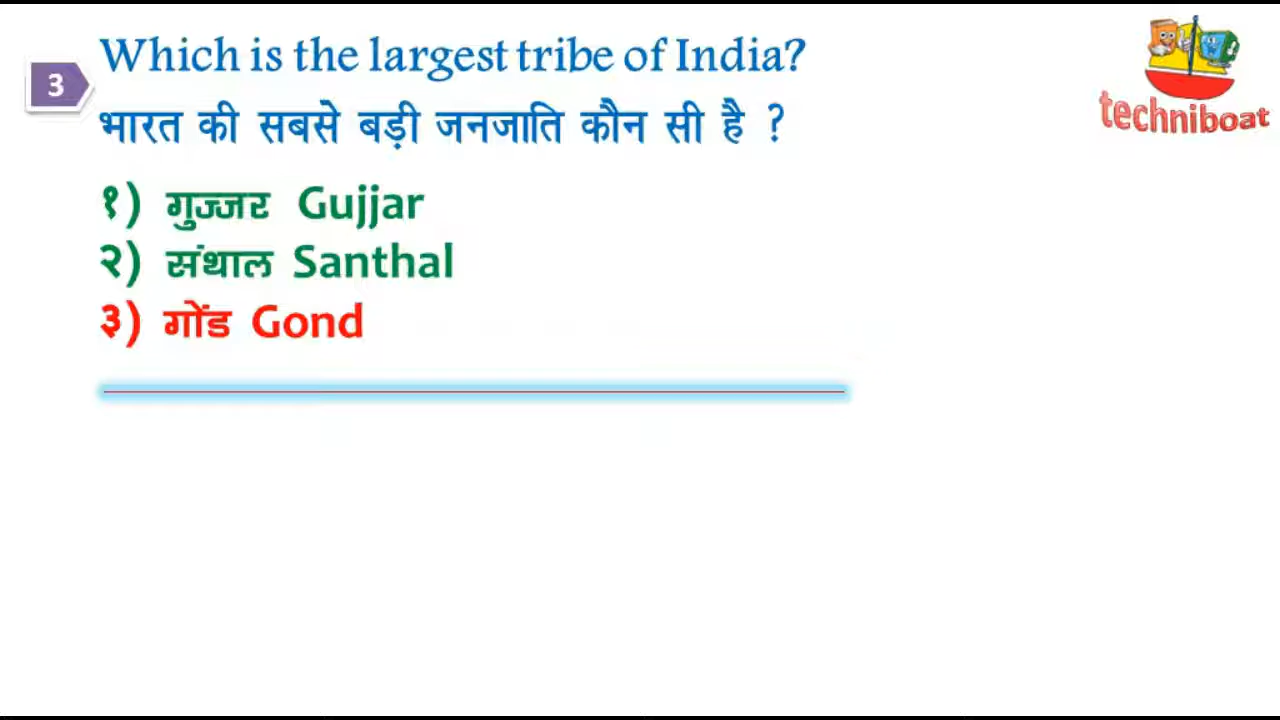 Which is the largest tribe of India?
3
भारत की सबसे बड़ी जनजाति कौन सी है ?
१) गुज्जर Gujjar
२) संथाल Santhal
३) गोंड Gond
techniboat